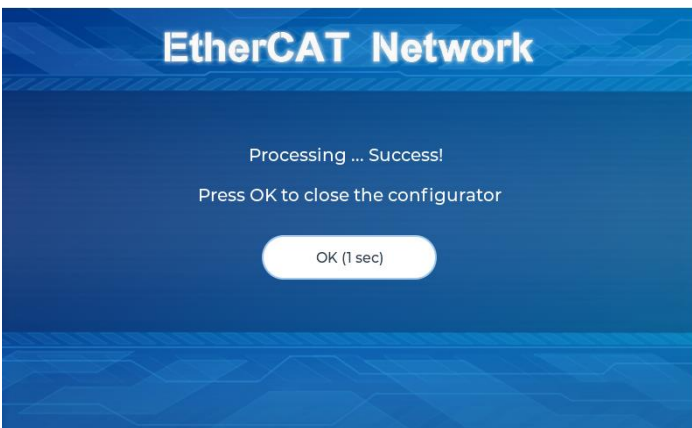 EtherCAT Network
Processing ... Success!
Press OK to close the configurator
OK (1 sec)